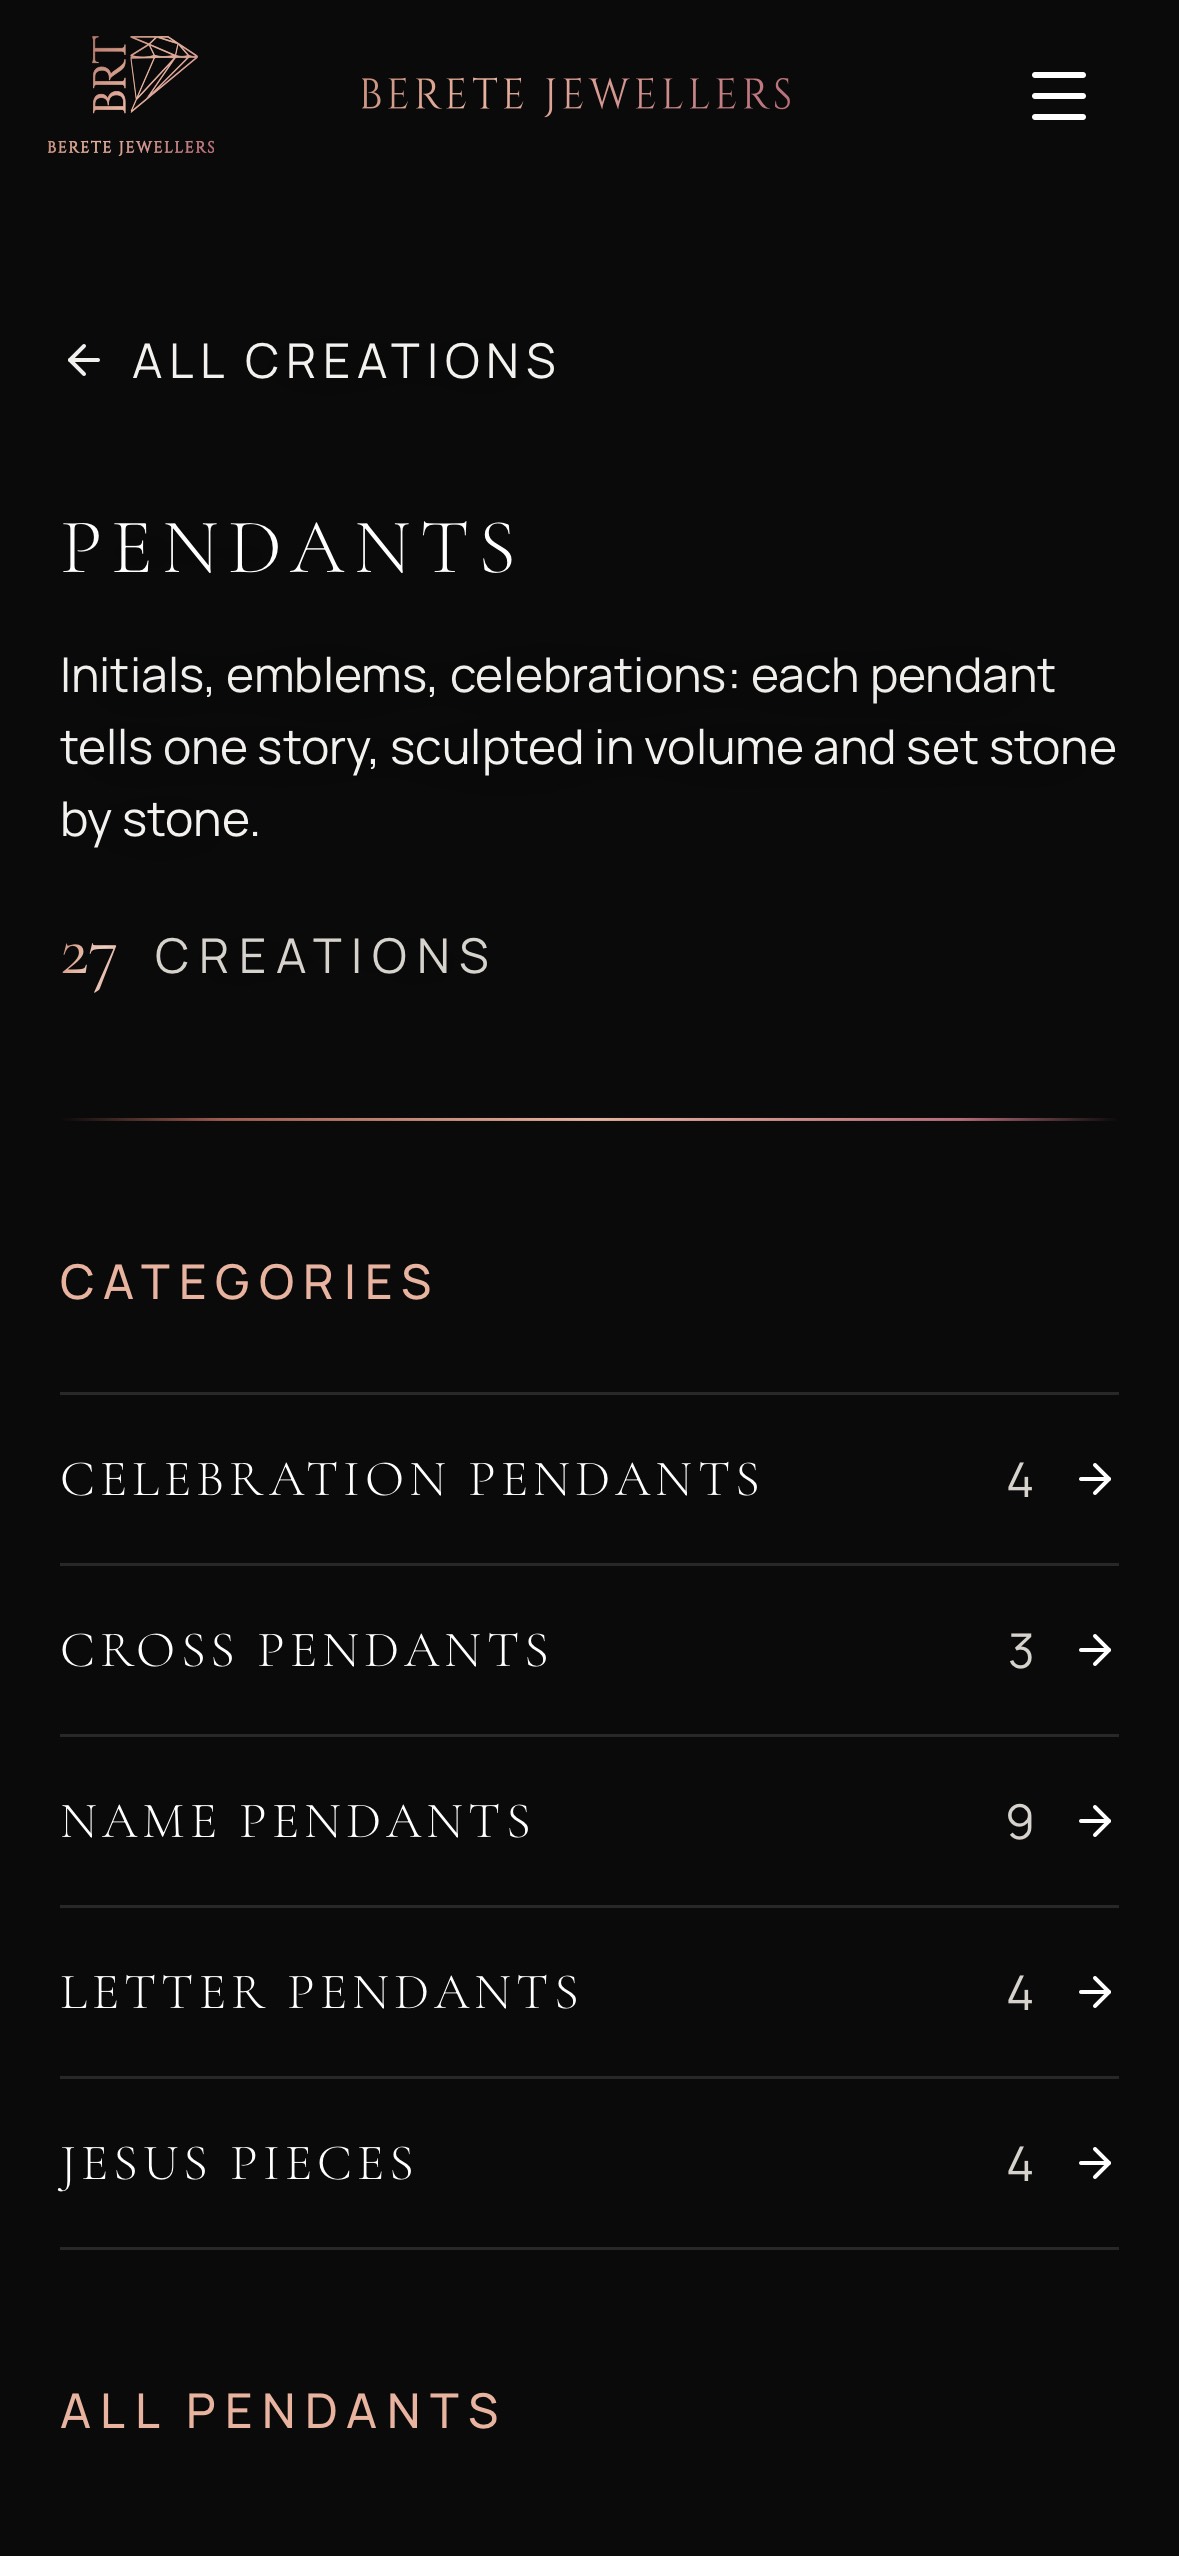 BRT
BERETE JEWELLERS
BERETE JEWELLERS
← ALL CREATIONS
PENDANTS
Initials, emblems, celebrations: each pendant
tells one story, sculpted in volume and set stone
by stone.
27 CREATIONS
CATEGORIES
CELEBRATION PENDANTS 4 →
CROSS PENDANTS 3 →
NAME PENDANTS 9 →
LETTER PENDANTS 4 →
JESUS PIECES 4 →
ALL PENDANTS